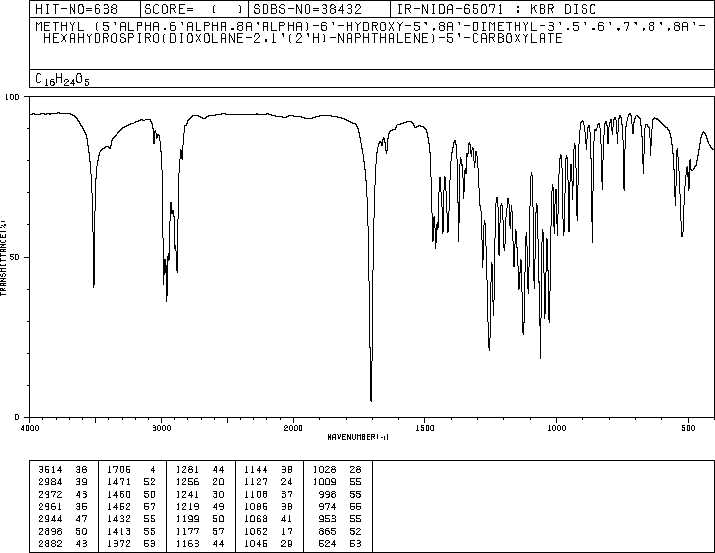 HIT-NO=638 SCORE= ( ) SDBS-NO=38432 IR-NIDA-65071 : KBR DISC
METHYL (5'ALPHA,6'ALPHA,8A'ALPHA)-6'-HYDROXY-5',8A'-DIMETHYL-3',5',6',7',8',8A'-
HEXAHYDROSPIRO(DIOXOLANE-2,1'(2'H)-NAPHTHALENE)-5'-CARBOXYLATE
C16H24O5
100
50
0
TRANSMITTANCE(%)
4000 3000 2000 1500 1000 500
WAVENUMBER(-1)
3514 38 1706 4 1281 44 1144 38 1028 28
2984 39 1471 52 1256 20 1127 24 1009 55
2972 43 1460 50 1241 30 1108 37 998 55
2961 35 1452 57 1219 49 1086 38 974 55
2944 47 1432 55 1199 50 1068 41 953 55
2898 50 1413 55 1177 57 1062 17 865 52
2882 43 1372 53 1163 44 1046 29 524 53